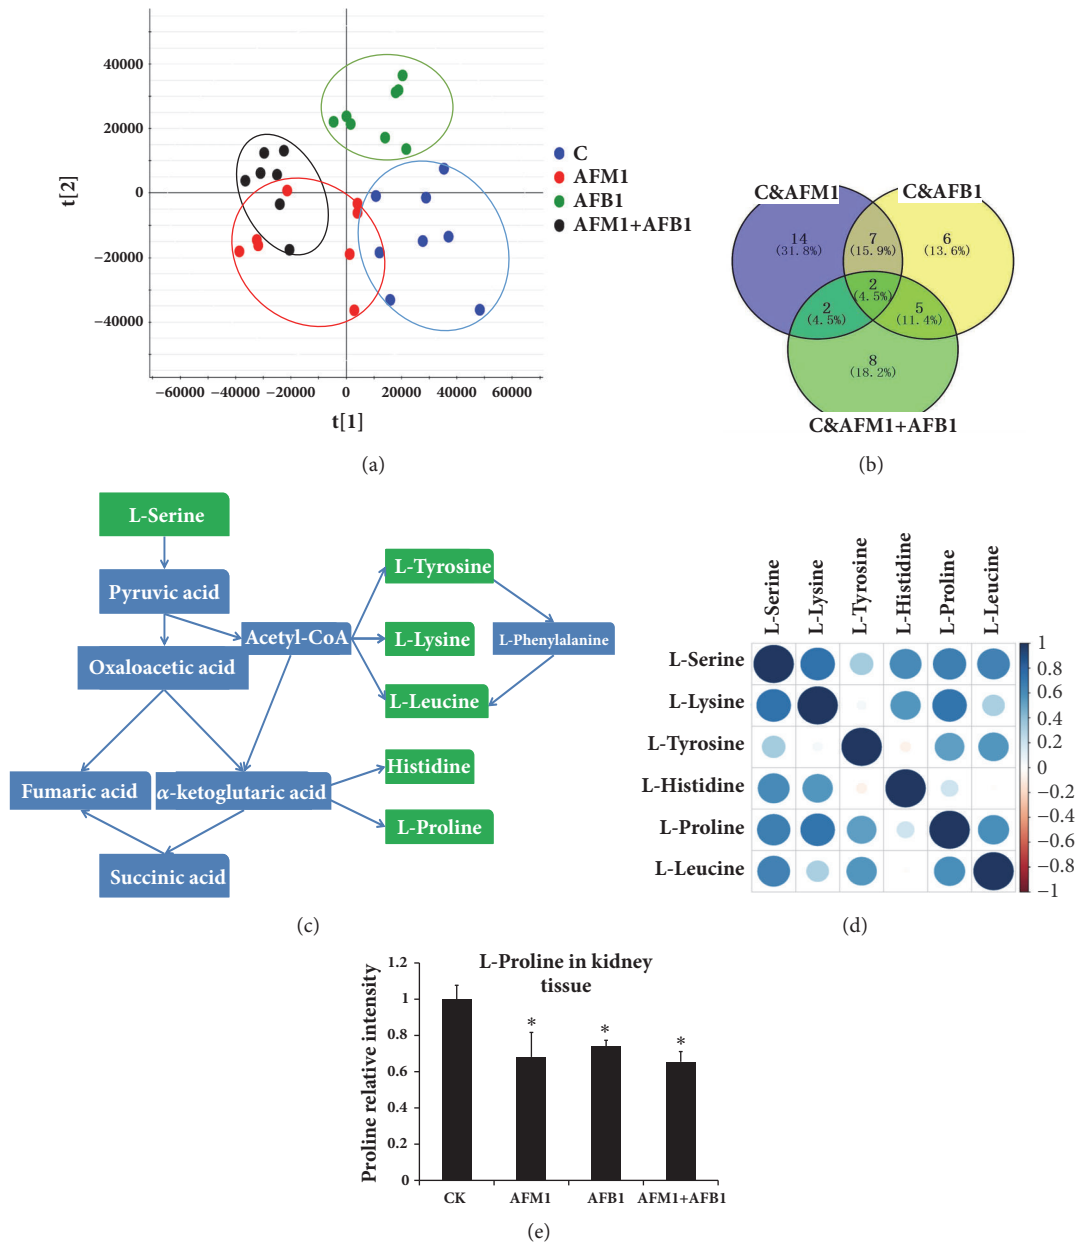 40000
20000
0
−20000
−40000
t[2]
−60000 −40000 −20000 0 20000 40000 60000
t[1]
C
AFM1
AFB1
AFM1+AFB1
(a)
C&AFM1
C&AFB1
14
(31.8%)
7
(15.9%)
6
(13.6%)
2
(4.5%)
2
(4.5%)
5
(11.4%)
8
(18.2%)
C&AFM1+AFB1
(b)
L-Serine
Pyruvic acid
Oxaloacetic acid
Acetyl-CoA
L-Tyrosine
L-Lysine
L-Phenylalanine
L-Leucine
Fumaric acid
α-ketoglutaric acid
Histidine
L-Proline
Succinic acid
(c)
L-Serine
L-Lysine
L-Tyrosine
L-Histidine
L-Proline
L-Leucine
L-Serine
L-Lysine
L-Tyrosine
L-Histidine
L-Proline
L-Leucine
1
0.8
0.6
0.4
0.2
0
−0.2
−0.4
−0.6
−0.8
−1
(d)
L-Proline in kidney
tissue
Proline relative intensity
1.2
1
0.8
0.6
0.4
0.2
0
* * *
CK AFM1 AFB1 AFM1+AFB1
(e)